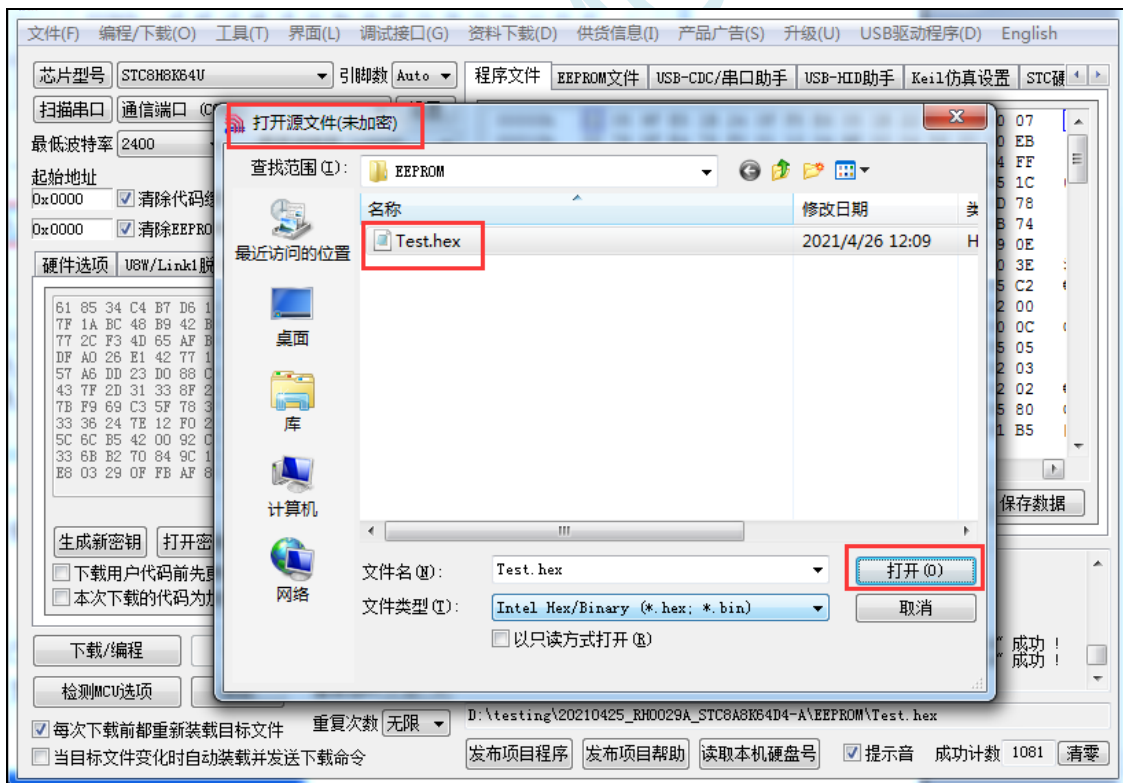 文件(F) 编程/下载(O) 工具(T) 界面(L) 调试接口(G) 资料下载(D) 供货信息(I) 产品广告(S) 升级(U) USB驱动程序(D) English
芯片型号 STC8H8K64U 引脚数 Auto 程序文件 EEPROM文件 USB-CDC/串口助手 USB-HID助手 Keil仿真设置
扫描串口 通信端口
最低波特率 2400
起始地址
0x0000 清除代码
0x0000
硬件选项
61 85 34 C4 B7 D6
7F 1A BC 48 B9 42
77 2C F3 4D 65 AF
DF A0 26 E1 42 77
57 A6 DD 23 D0 88
43 7F 2D 31 33 8F
7B F9 69 C3 5F 78
33 36 24 7E 12 F0
5C 6C B5 42 00 92
33 6B B2 70 84 9C
E8 03 29 0F FB AF
生成新密钥
下载用户代码前先
本次下载的代码为
下载/编程
检测MCU选项
打开源文件(未加密)
查找范围(I): EEPROM
名称 修改日期
Test.hex 2021/4/26 12:09
最近访问的位置
桌面
库
计算机
网络
文件名(N): Test.hex 打开(O)
文件类型(T): Intel Hex/Binary (*.hex; *.bin) 取消
以只读方式打开(R)
07
EB
FF
1C
78
74
0E
3E
C2
00
0C
05
03
02
80
B5
保存数据
成功 !
成功 !
每次下载前都重新装载目标文件 重复次数 无限 D:\testing\20210425_RH0029A_STC8A8K64D4-A\EEPROM\Test.hex
当目标文件变化时自动装载并发送下载命令 发布项目程序 发布项目帮助 读取本机硬盘号 提示音 成功计数 1081 清零